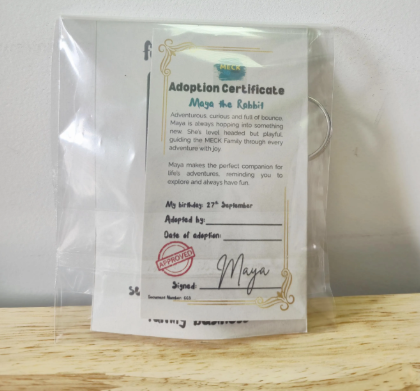 MECK
Adoption Certificate
Maya the Rabbit
Adventurous, curious and full of bounce,
Maya is always hopping into something
new. She's level headed but playful,
guiding the MECK Family through every
adventure with joy.
Maya makes the perfect companion for
life's adventures, reminding you to
explore and always have fun.
My birthday: 27th September
Adopted by:
Date of adoption:
APPROVED
Maya
Signed:
Document Number: 003
family business